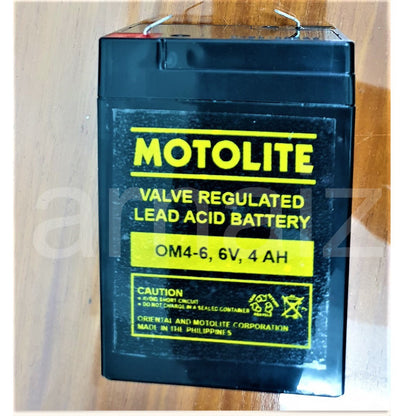 MOTOLITE
VALVE REGULATED
LEAD ACID BATTERY
OM4-6, 6V, 4 AH
CAUTION
• AVOID SHORT CIRCUIT
• DO NOT CHARGE IN A SEALED CONTAINER
ORIENTAL AND MOTOLITE CORPORATION
MADE IN THE PHILIPPINES